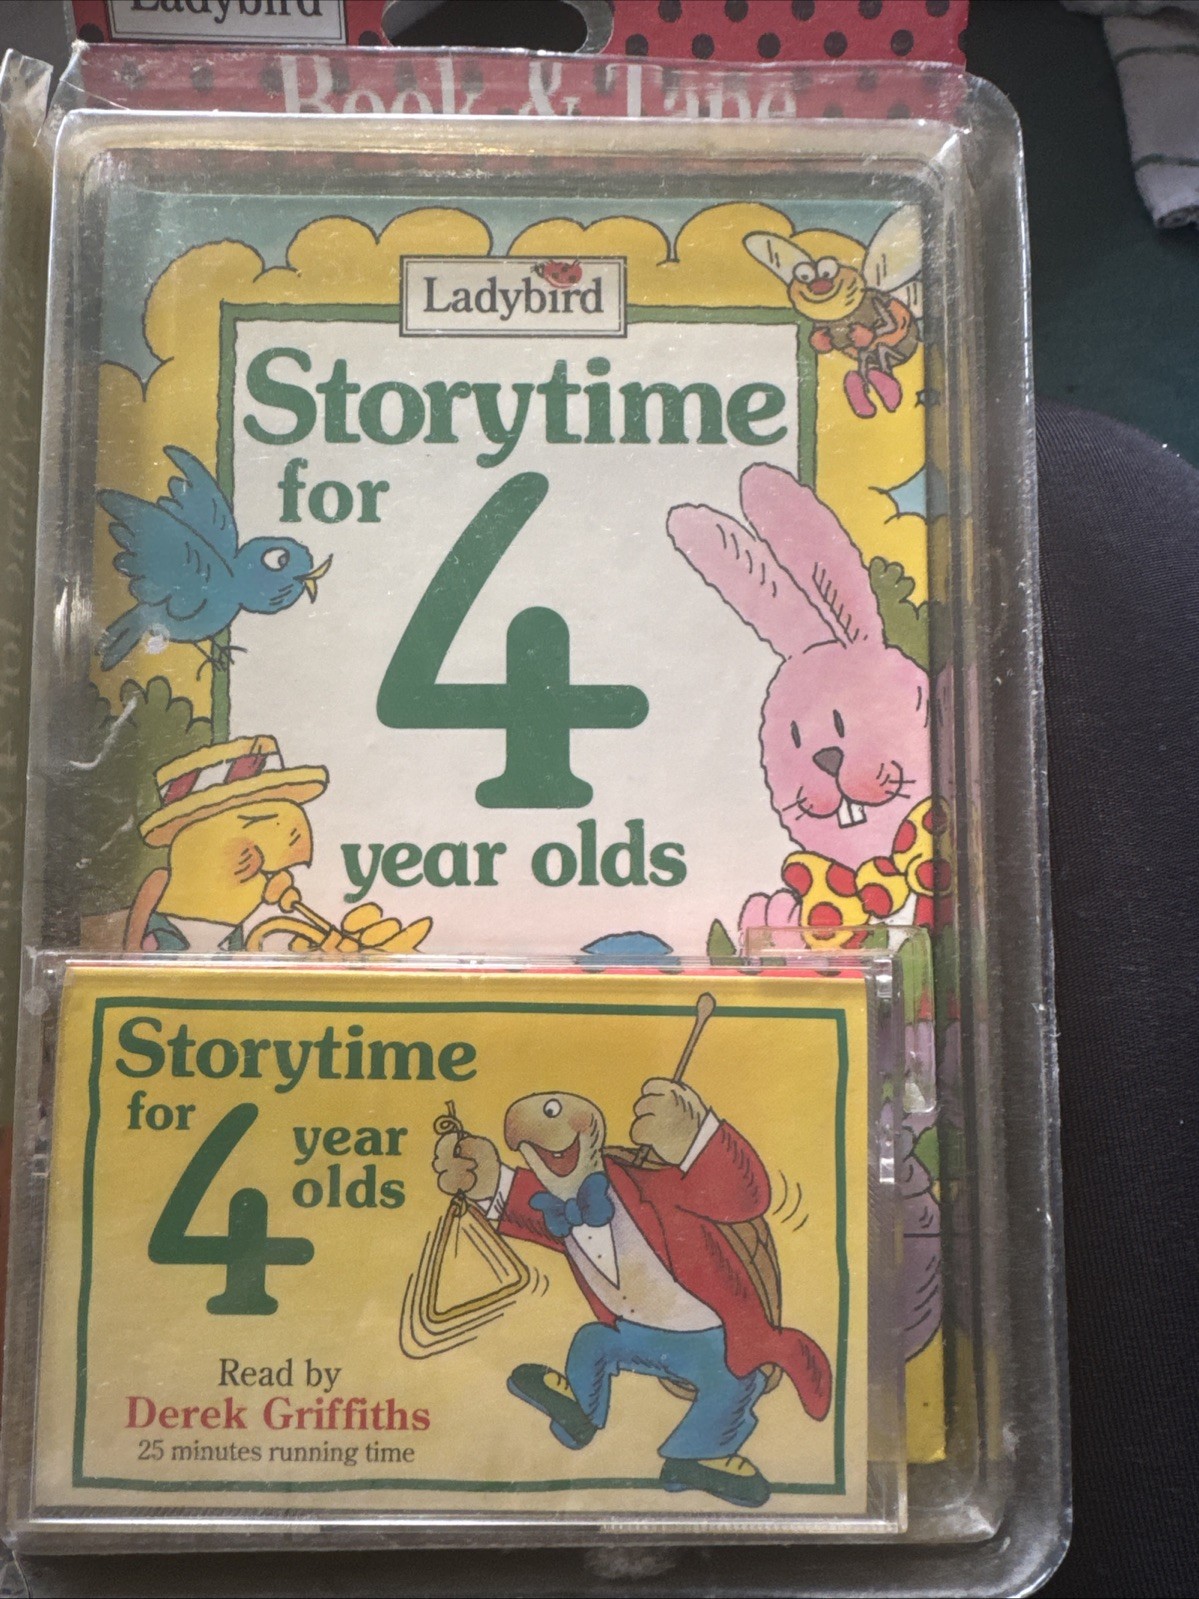 Ladybird
Book & Tape
Ladybird
Storytime
for
4
year olds
Storytime
for
4
year
olds
Read by
Derek Griffiths
25 minutes running time